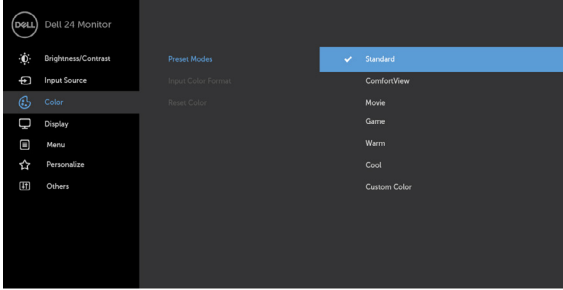 DELL Dell 24 Monitor
Brightness/Contrast Preset Modes Standard
Input Source Input Color Format ComfortView
Color Reset Color Movie
Display Game
Menu Warm
Personalize Cool
Others Custom Color